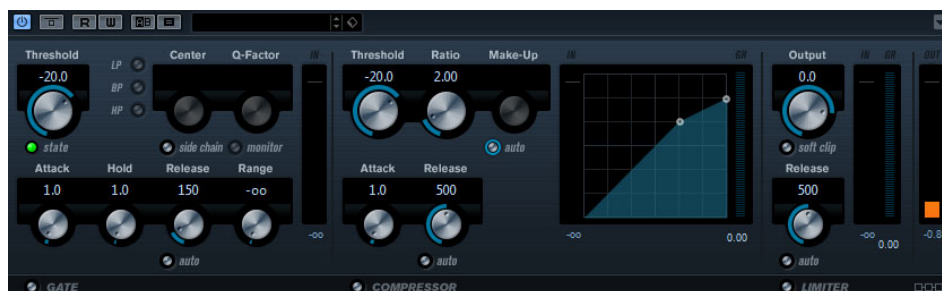 R W A B
Threshold Center Q-Factor IN Threshold Ratio Make-Up IN GR Output IN GR OUT
-20.0 LP BP HP -20.0 2.00 0.0
state side chain monitor auto soft clip
Attack Hold Release Range Attack Release Release
1.0 1.0 150 -oo 1.0 500 500
-oo -oo 0.00 -oo 0.00 -0.8
auto auto auto
GATE COMPRESSOR LIMITER